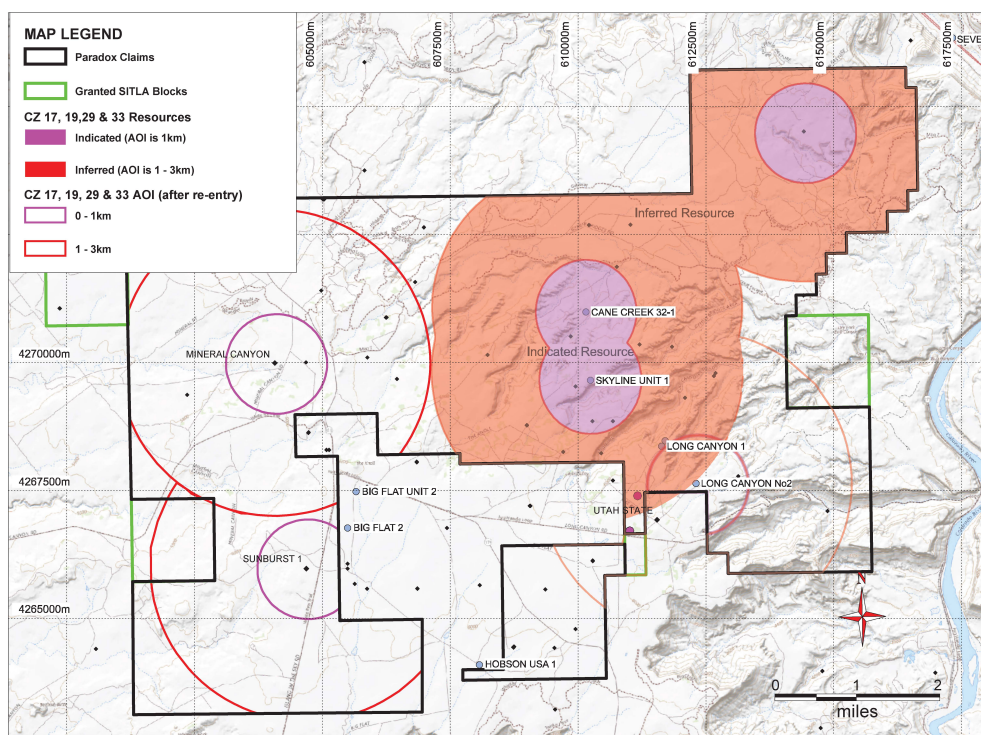 MAP LEGEND
Paradox Claims
Granted SITLA Blocks
CZ 17, 19,29 & 33 Resources
Indicated (AOI is 1km)
Inferred (AOI is 1 - 3km)
CZ 17, 19, 29 & 33 AOI (after re-entry)
0 - 1km
1 - 3km
605000m
607500m
610000m
612500m
615000m
617500m
SEVE
Inferred Resource
CANE CREEK 32-1
Indicated Resource
MINERAL CANYON
4270000m
SKYLINE UNIT 1
LONG CANYON 1
LONG CANYON No2
4267500m
BIG FLAT UNIT 2
UTAH STATE
BIG FLAT 2
SUNBURST 1
4265000m
N
HOBSON USA 1
0 1 2
miles